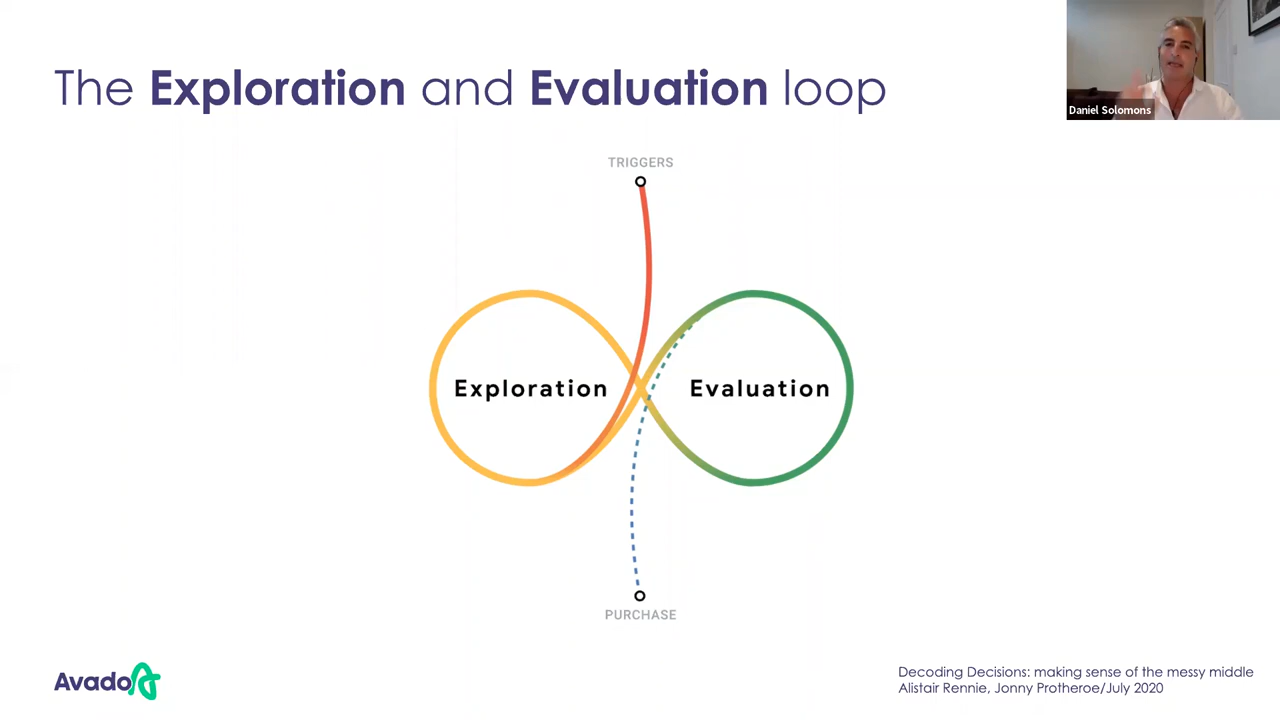 The Exploration and Evaluation loop
Daniel Solomons
TRIGGERS
Exploration
Evaluation
PURCHASE
Avado
Decoding Decisions: making sense of the messy middle
Alistair Rennie, Jonny Protheroe/July 2020